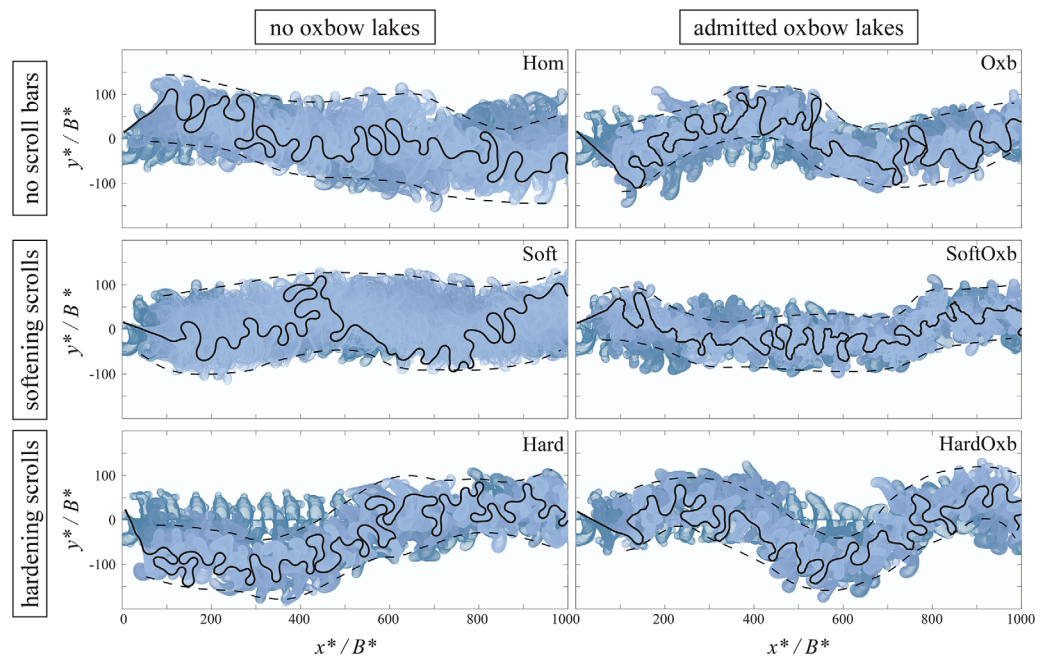 no oxbow lakes
admitted oxbow lakes
no scroll bars
Hom
Oxb
100
0
-100
y* / B*
softening scrolls
Soft
SoftOxb
100
0
-100
y* / B*
hardening scrolls
Hard
HardOxb
100
0
-100
y* / B*
0 200 400 600 800 1000 200 400 600 800 1000
x* / B*
x* / B*